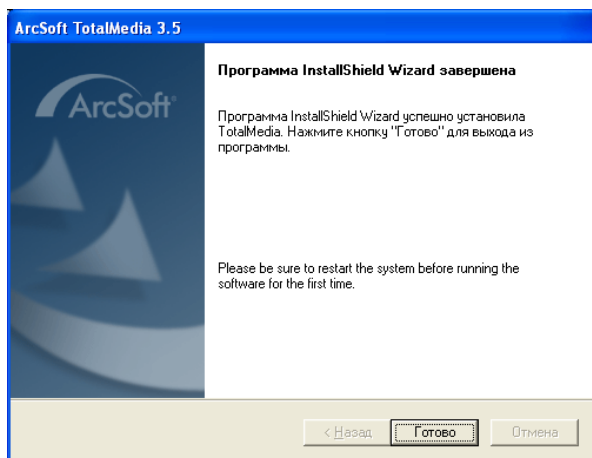 ArcSoft TotalMedia 3.5
ArcSoft®
Программа InstallShield Wizard завершена
Программа InstallShield Wizard успешно установила
TotalMedia. Нажмите кнопку "Готово" для выхода из
программы.
Please be sure to restart the system before running the
software for the first time.
< Назад
Готово
Отмена